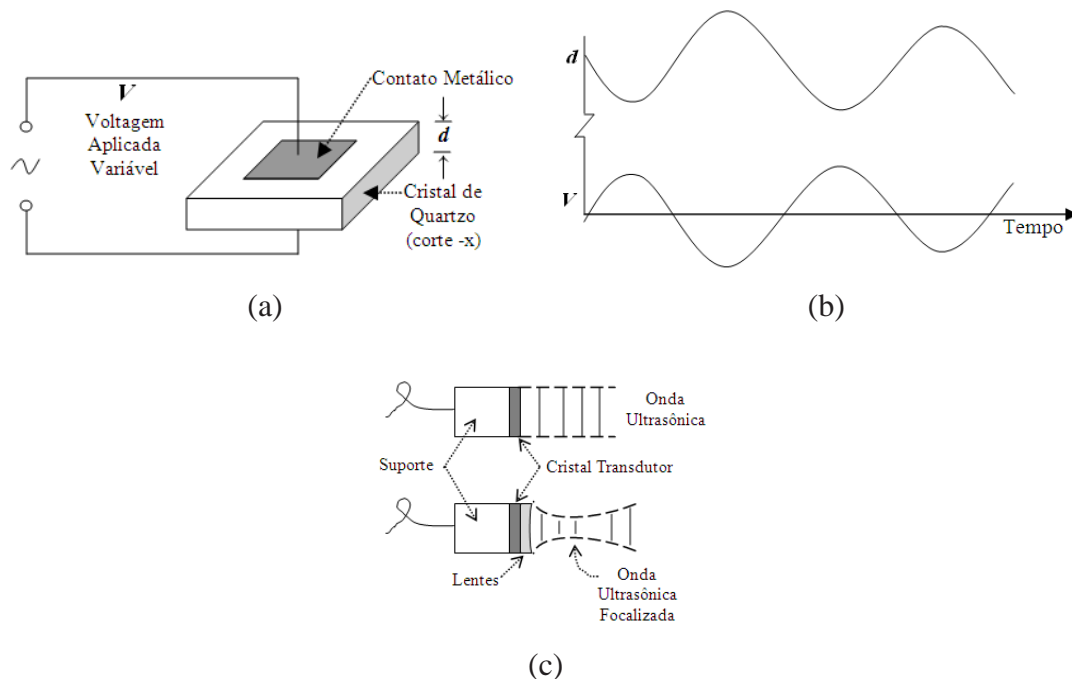 V
Voltagem
Aplicada
Variável
Contato Metálico
d
Cristal de
Quartzo
(corte -x)
(a)
d
V
Tempo
(b)
Onda
Ultrasônica
Suporte
Cristal Transdutor
Lentes
Onda
Ultrasônica
Focalizada
(c)